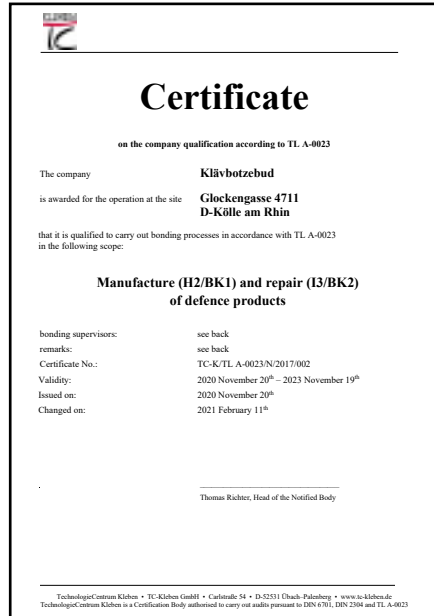 KLEBEN
TC
Certificate
on the company qualification according to TL A-0023
The company Klävbotzebud
is awarded for the operation at the site Glockengasse 4711
D-Kölle am Rhin
that it is qualified to carry out bonding processes in accordance with TL A-0023
in the following scope:
Manufacture (H2/BK1) and repair (I3/BK2)
of defence products
bonding supervisors: see back
remarks: see back
Certificate No.: TC-K/TL A-0023/N/2017/002
Validity: 2020 November 20th – 2023 November 19th
Issued on: 2020 November 20th
Changed on: 2021 February 11th
Thomas Richter, Head of the Notified Body
TechnologieCentrum Kleben • TC-Kleben GmbH • Carlstraße 54 • D-52531 Übach-Palenberg • www.tc-kleben.de
TechnologieCentrum Kleben is a Certification Body authorised to carry out audits pursuant to DIN 6701, DIN 2304 and TL A-0023